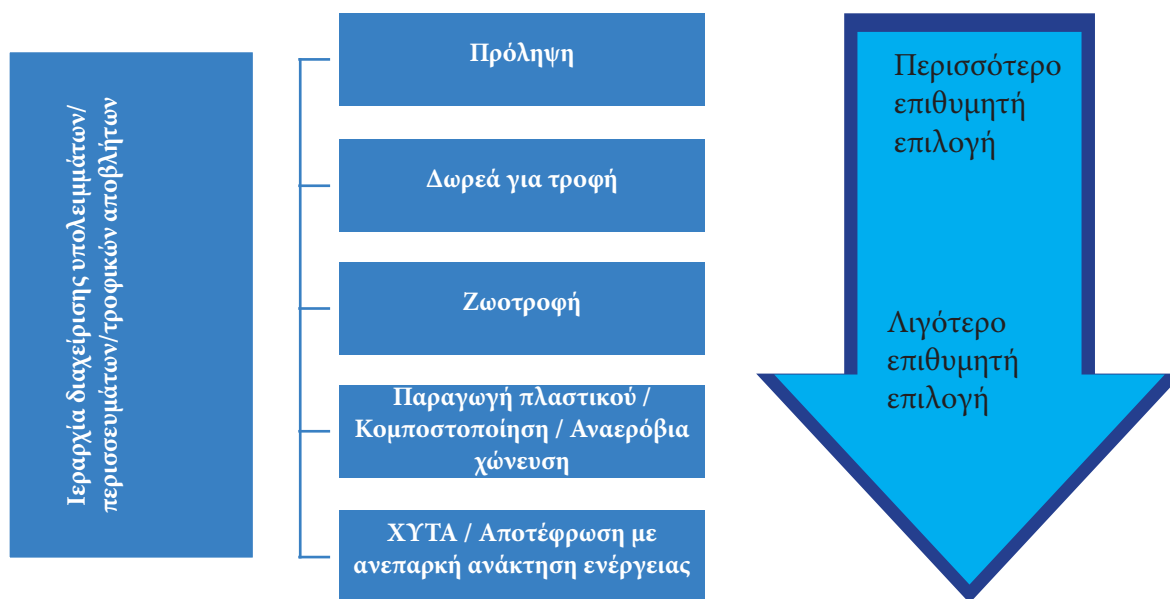 Ιεραρχία διαχείρισης υπολειμμάτων/
περισσευμάτων/τροφικών αποβλήτων
Πρόληψη
Δωρεά για τροφή
Ζωοτροφή
Παραγωγή πλαστικού /
Κομποστοποίηση / Αναερόβια
χώνευση
ΧΥΤΑ / Αποτέφρωση με
ανεπαρκή ανάκτηση ενέργειας
Περισσότερο
επιθυμητή
επιλογή
Λιγότερο
επιθυμητή
επιλογή